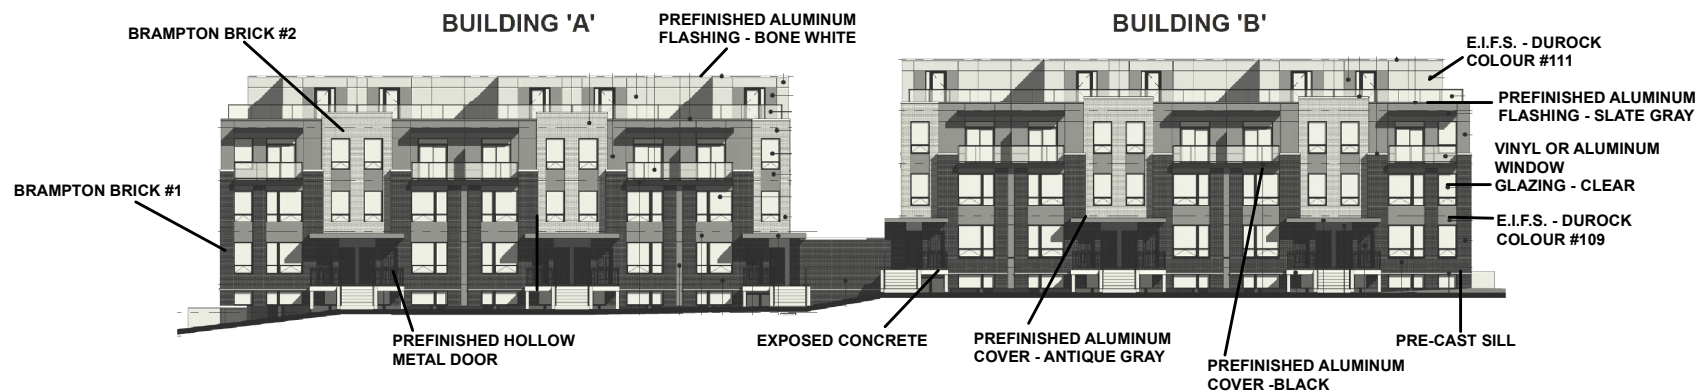 BUILDING 'A'
BUILDING 'B'
BRAMPTON BRICK #2
PREFINISHED ALUMINUM
FLASHING - BONE WHITE
E.I.F.S. - DUROCK
COLOUR #111
PREFINISHED ALUMINUM
FLASHING - SLATE GRAY
VINYL OR ALUMINUM
WINDOW
GLAZING - CLEAR
BRAMPTON BRICK #1
E.I.F.S. - DUROCK
COLOUR #109
PREFINISHED HOLLOW
METAL DOOR
EXPOSED CONCRETE
PREFINISHED ALUMINUM
COVER - ANTIQUE GRAY
PREFINISHED ALUMINUM
COVER -BLACK
PRE-CAST SILL